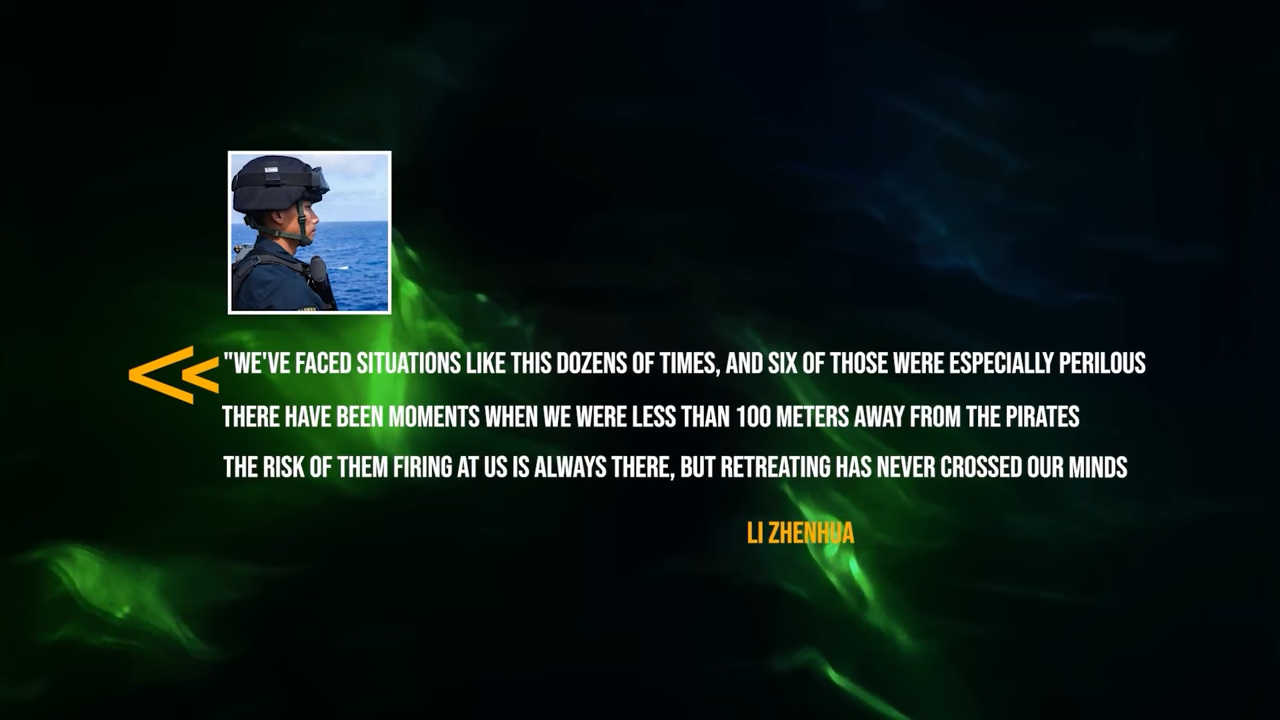 "WE'VE FACED SITUATIONS LIKE THIS DOZENS OF TIMES, AND SIX OF THOSE WERE ESPECIALLY PERILOUS
THERE HAVE BEEN MOMENTS WHEN WE WERE LESS THAN 100 METERS AWAY FROM THE PIRATES
THE RISK OF THEM FIRING AT US IS ALWAYS THERE, BUT RETREATING HAS NEVER CROSSED OUR MINDS
LI ZHENHUA